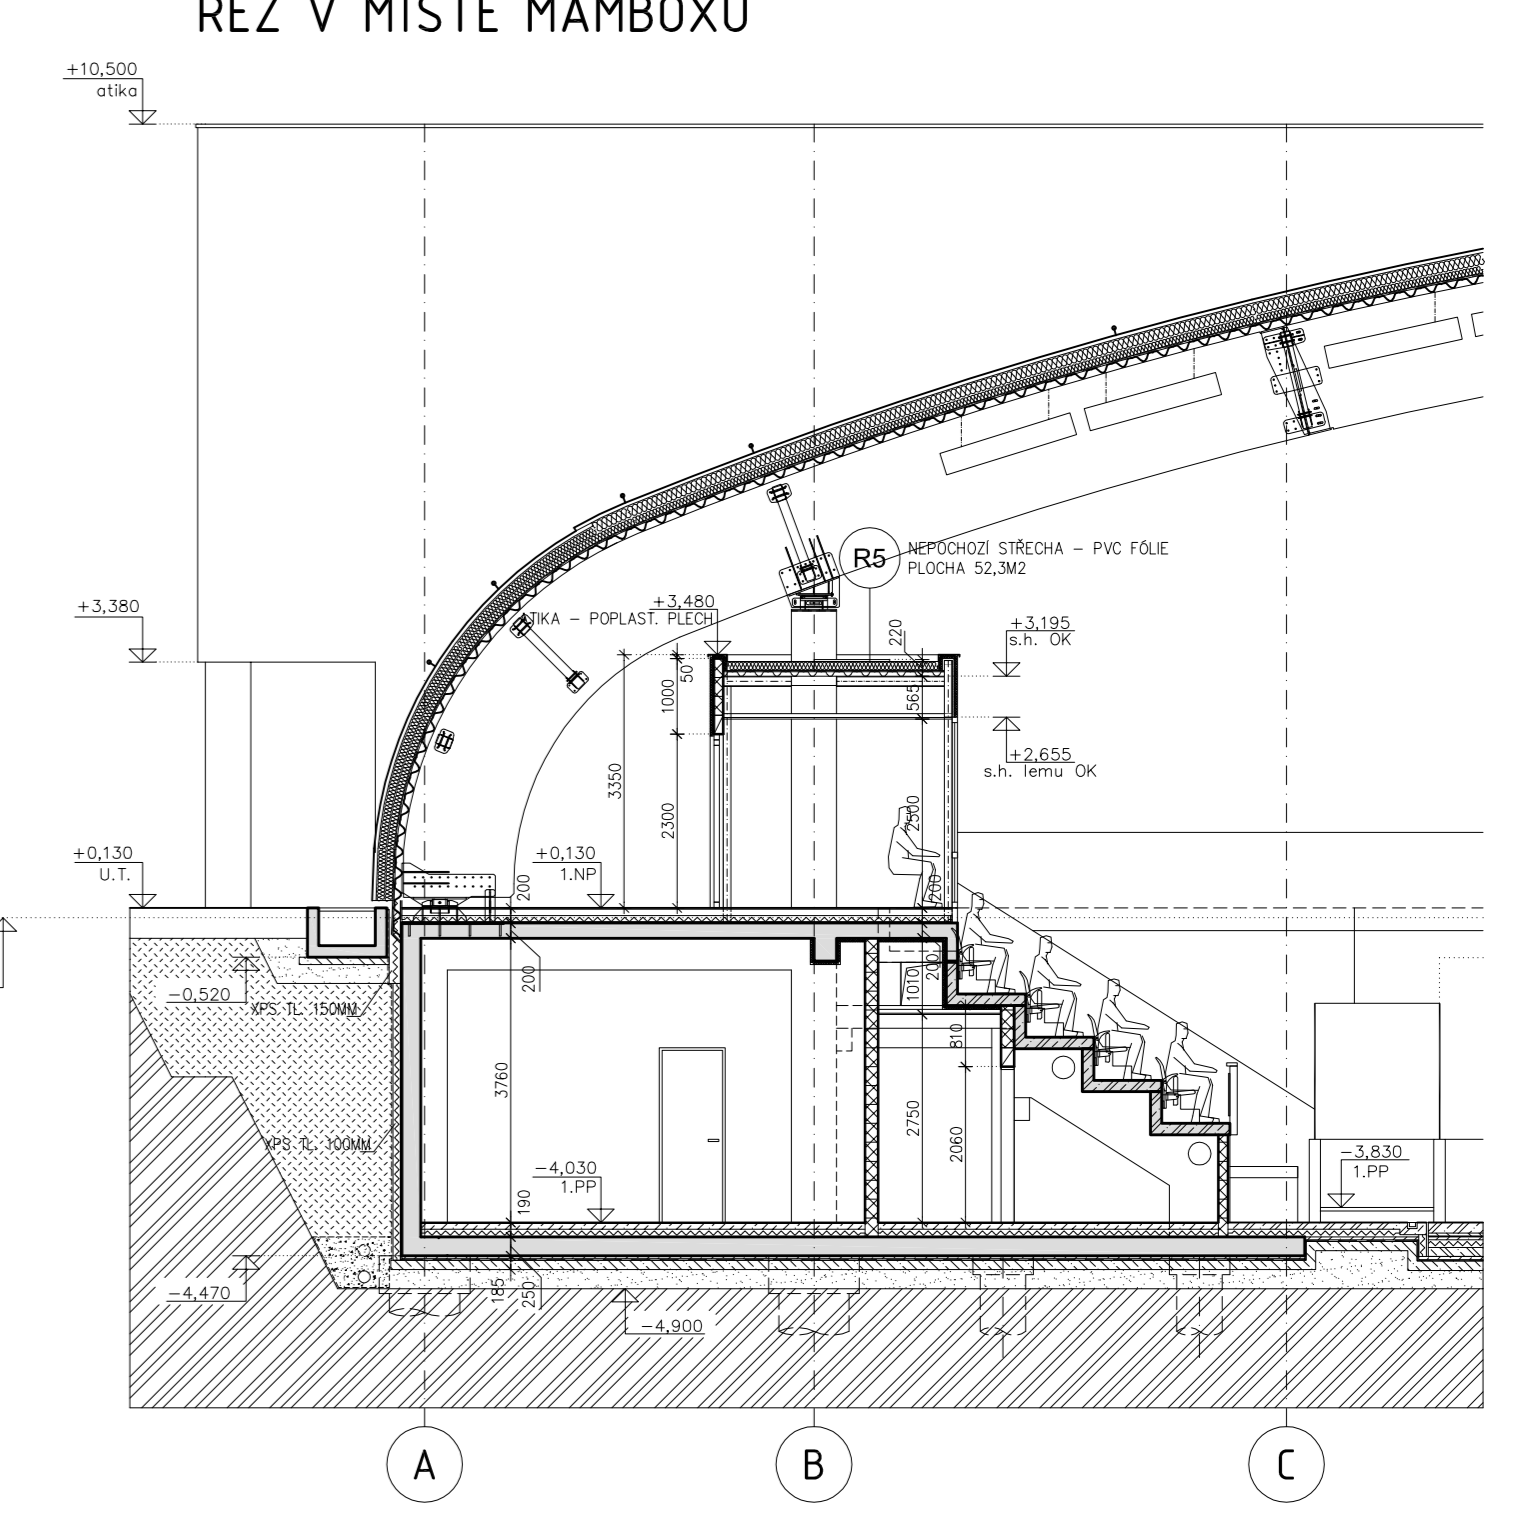 ŘEZ V MÍSTĚ MAMBOXU
+10,500
atika
R5
NEPOCHOZÍ STŘECHA – PVC FÓLIE
PLOCHA 52,3M2
+3,380
+3,480
ATIKA – POPLAST. PLECH
220
+3,195
s.h. OK
50
1000
565
+2,655
s.h. lemu OK
3350
2300
2500
+0,130
U.T.
+0,130
1.NP
200
200
−0,520
XPS TL. 150MM
200
200
1010
810
3760
XPS TL. 100MM
2750
2060
−4,030
1.PP
190
−3,830
1.PP
−4,470
185
250
−4,900
A
B
C